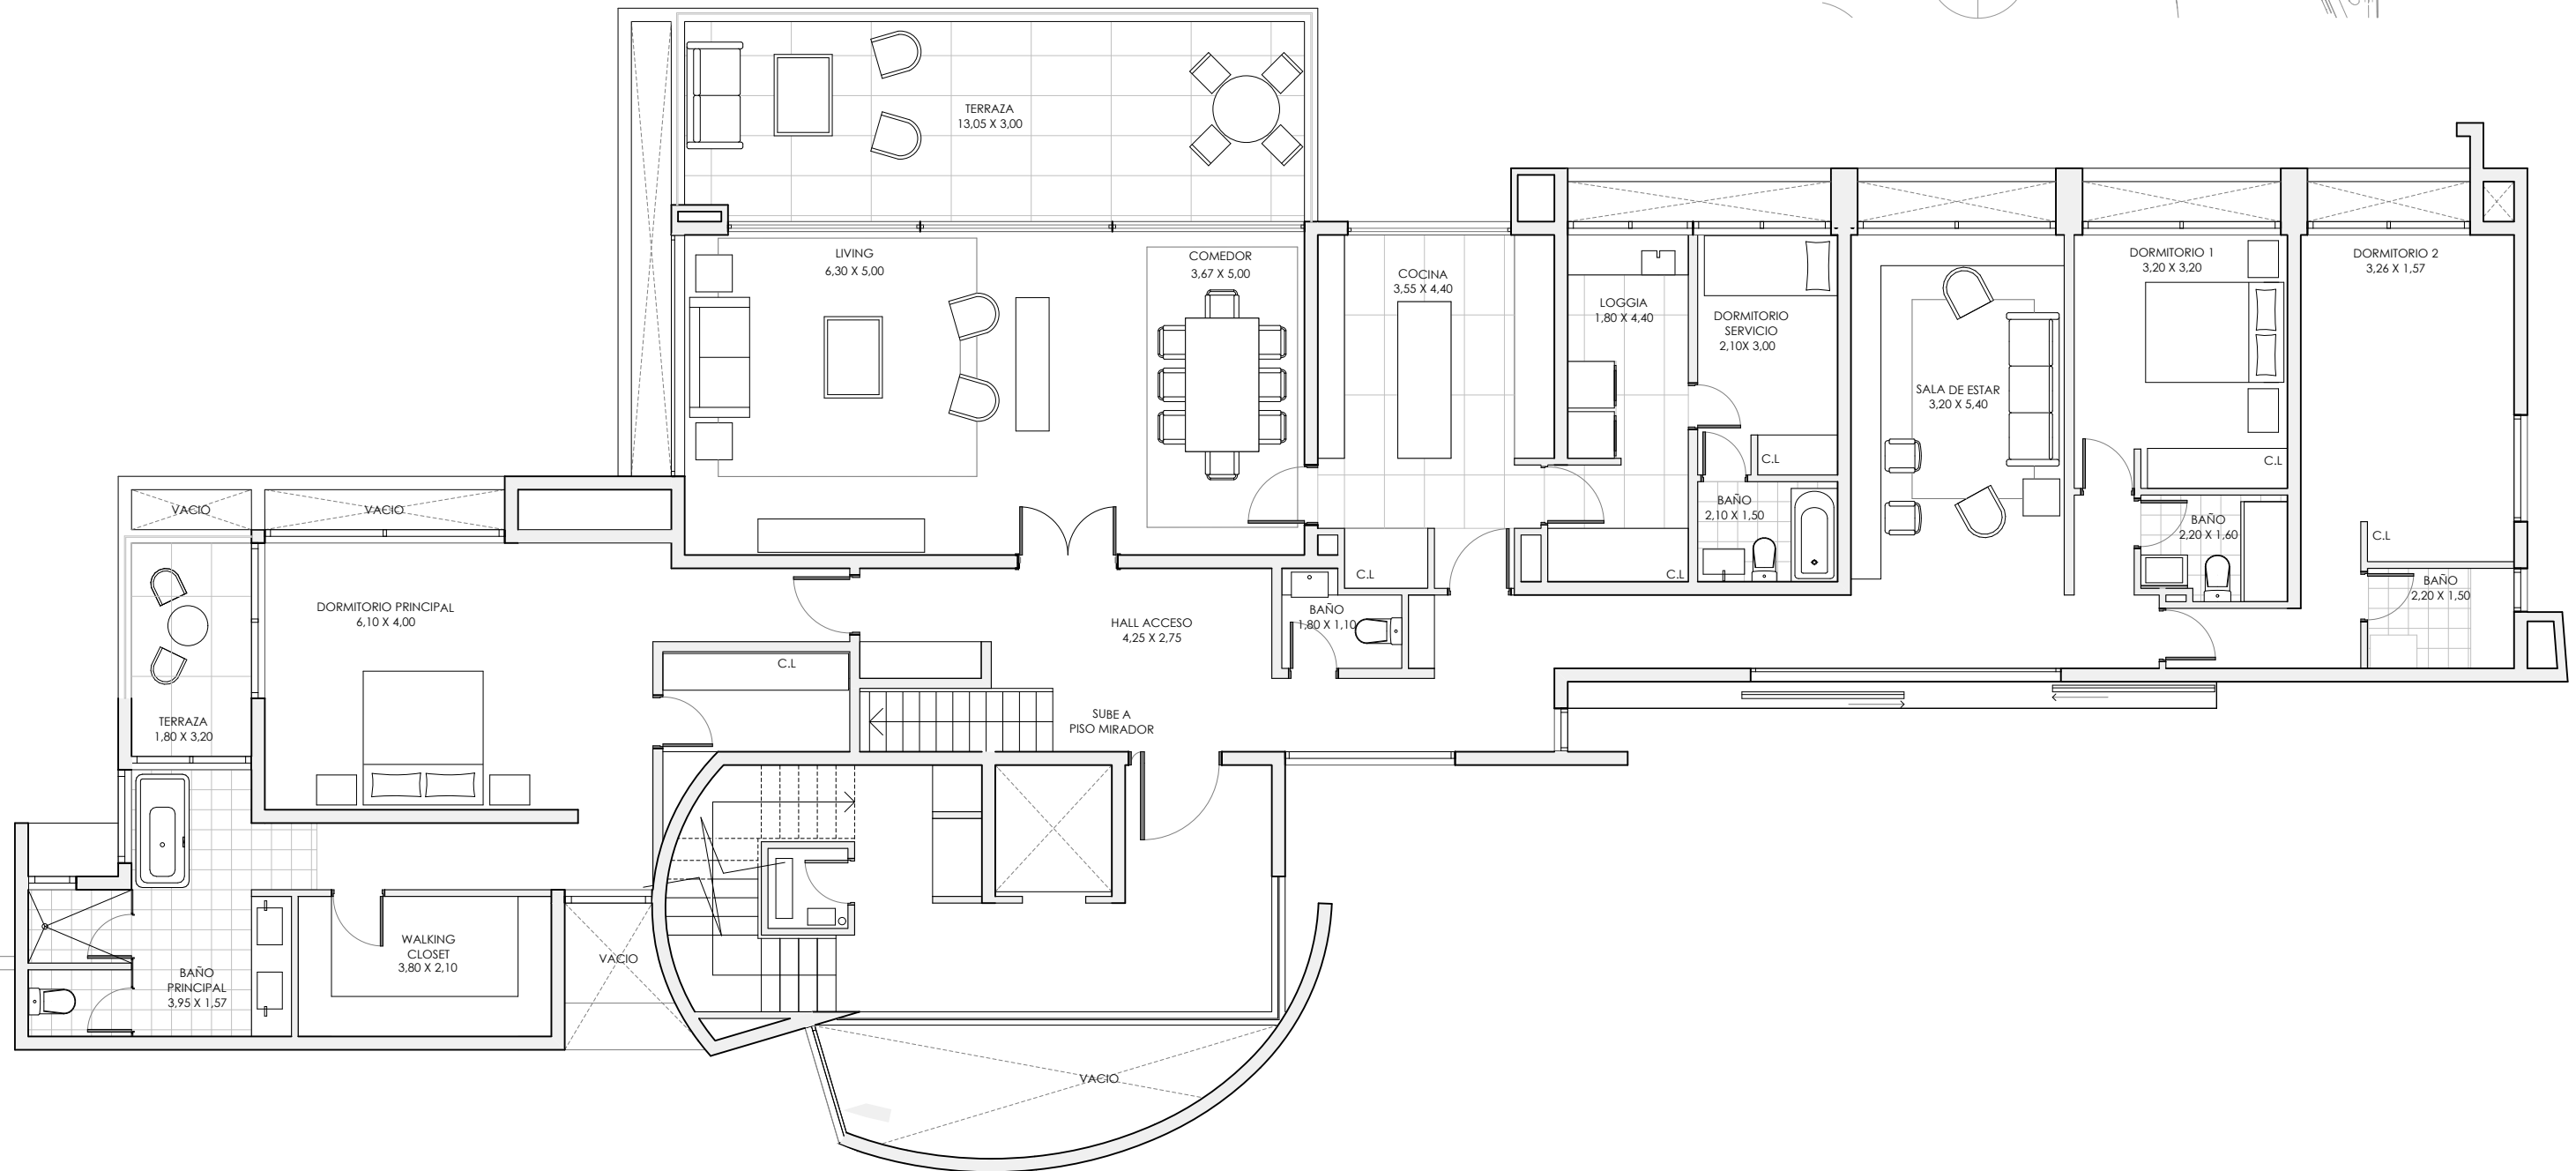 TERRAZA
13,05 X 3,00
LIVING
6,30 X 5,00
COMEDOR
3,67 X 5,00
COCINA
3,55 X 4,40
LOGGIA
1,80 X 4,40
DORMITORIO
SERVICIO
2,10X 3,00
C.L
BAÑO
2,10 X 1,50
SALA DE ESTAR
3,20 X 5,40
DORMITORIO 1
3,20 X 3,20
C.L
BAÑO
2,20 X 1,60
DORMITORIO 2
3,26 X 1,57
C.L
BAÑO
2,20 X 1,50
VACIO
VACIO
DORMITORIO PRINCIPAL
6,10 X 4,00
C.L
HALL ACCESO
4,25 X 2,75
C.L
C.L
BAÑO
1,80 X 1,10
TERRAZA
1,80 X 3,20
SUBE A
PISO MIRADOR
WALKING
CLOSET
3,80 X 2,10
BAÑO
PRINCIPAL
3,95 X 1,57
VACIO
VACIO